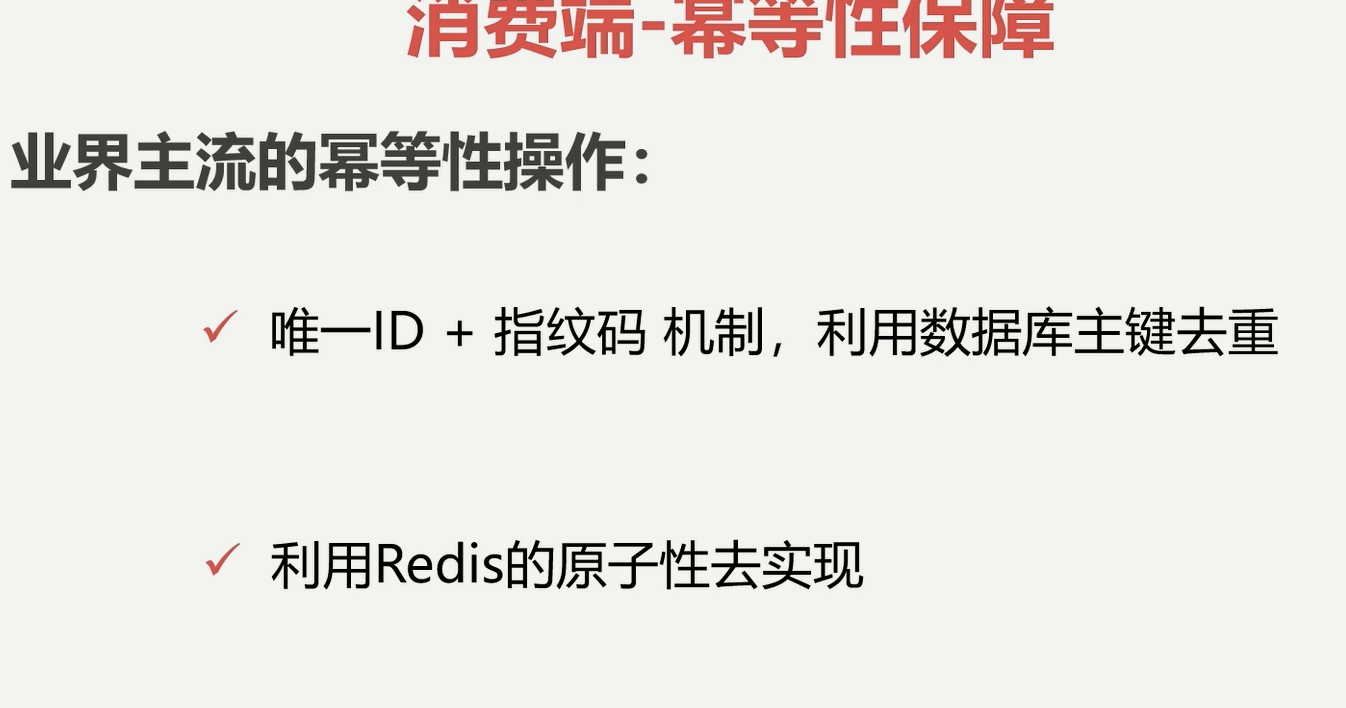 消费端-幂等性保障
业界主流的幂等性操作：
唯一ID + 指纹码 机制，利用数据库主键去重
利用Redis的原子性去实现